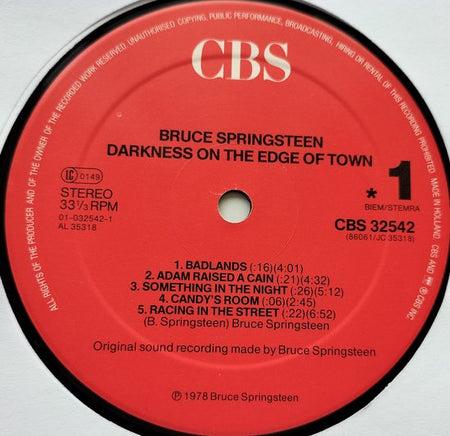 CBS
BRUCE SPRINGSTEEN
DARKNESS ON THE EDGE OF TOWN
LC 0149
STEREO
33⅓ RPM
01-032542-1
AL 35318
* 1
BIEM/STEMRA
CBS 32542
(86061/JC 35318)
1. BADLANDS (:16)(4:01)
2. ADAM RAISED A CAIN (:21)(4:32)
3. SOMETHING IN THE NIGHT (:26)(5:12)
4. CANDY'S ROOM (:06)(2:45)
5. RACING IN THE STREET (:22)(6:52)
(B. Springsteen) Bruce Springsteen
Original sound recording made by Bruce Springsteen
℗ 1978 Bruce Springsteen
ALL RIGHTS OF THE PRODUCER AND OF THE OWNER OF THE RECORDED WORK RESERVED. UNAUTHORISED COPYING, PUBLIC PERFORMANCE, BROADCASTING, HIRING OR RENTAL OF THIS RECORDING PROHIBITED. MADE IN HOLLAND. CBS AND ® CBS INC.